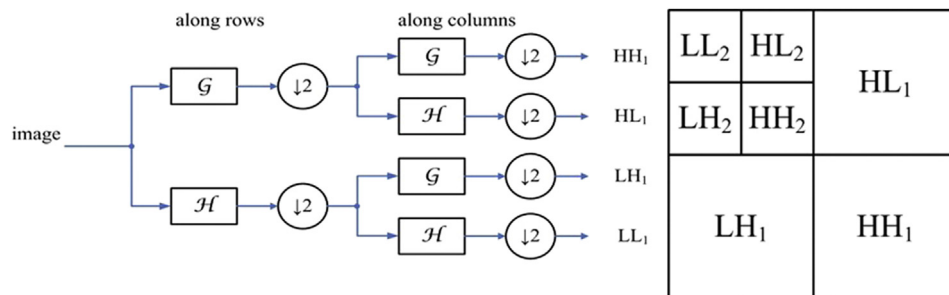 along rows
along columns
image
𝒢
↓2
𝒢
↓2
HH₁
ℋ
↓2
HL₁
ℋ
↓2
𝒢
↓2
LH₁
ℋ
↓2
LL₁
LL₂ HL₂
LH₂ HH₂
HL₁
LH₁
HH₁